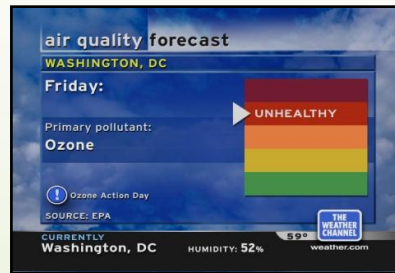 air quality forecast
WASHINGTON, DC
Friday:
UNHEALTHY
Primary pollutant:
Ozone
! Ozone Action Day
SOURCE: EPA
THE
WEATHER
CHANNEL
CURRENTLY
59°
Washington, DC HUMIDITY: 52% weather.com